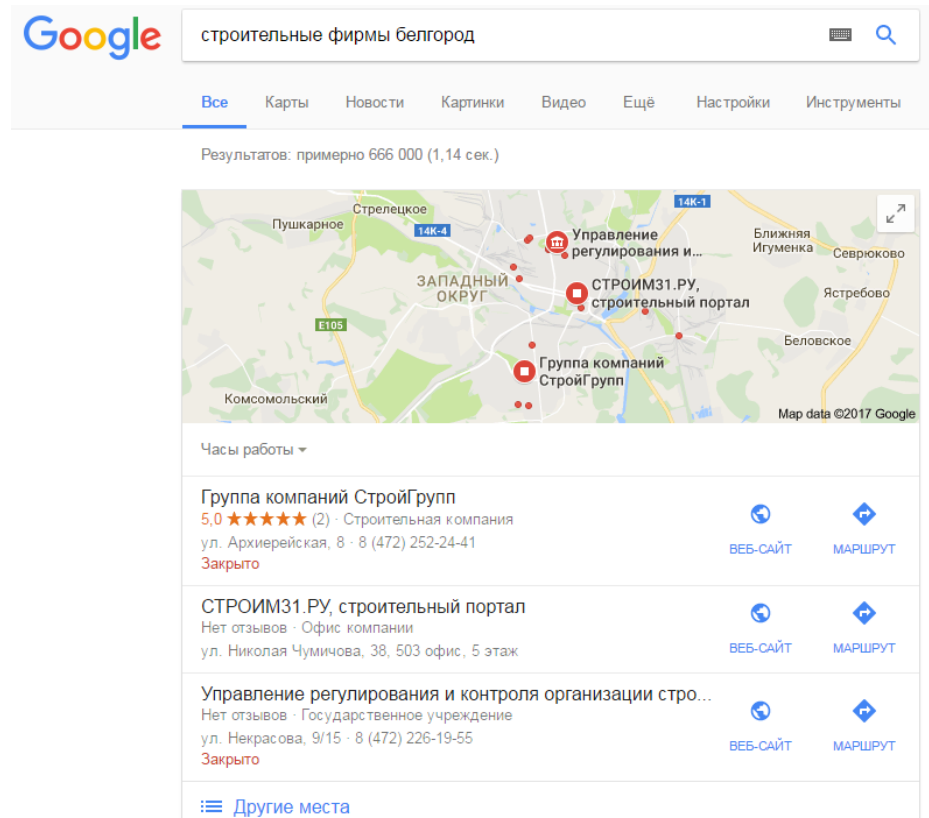 Google
строительные фирмы белгород
Все Карты Новости Картинки Видео Ещё Настройки Инструменты
Результатов: примерно 666 000 (1,14 сек.)
Стрелецкое
14К-1
Пушкарное
14К-4
Управление
регулирования и...
Ближняя
Игуменка
Севрюково
ЗАПАДНЫЙ
ОКРУГ
СТРОИМ31.РУ,
строительный портал
Ястребово
E105
Беловское
Группа компаний
СтройГрупп
Комсомольский
Map data ©2017 Google
Часы работы
Группа компаний СтройГрупп
5,0 ★★★★★ (2) · Строительная компания
ул. Архиерейская, 8 · 8 (472) 252-24-41
Закрыто
ВЕБ-САЙТ МАРШРУТ
СТРОИМ31.РУ, строительный портал
Нет отзывов · Офис компании
ул. Николая Чумичова, 38, 503 офис, 5 этаж
ВЕБ-САЙТ МАРШРУТ
Управление регулирования и контроля организации стро...
Нет отзывов · Государственное учреждение
ул. Некрасова, 9/15 · 8 (472) 226-19-55
Закрыто
ВЕБ-САЙТ МАРШРУТ
Другие места